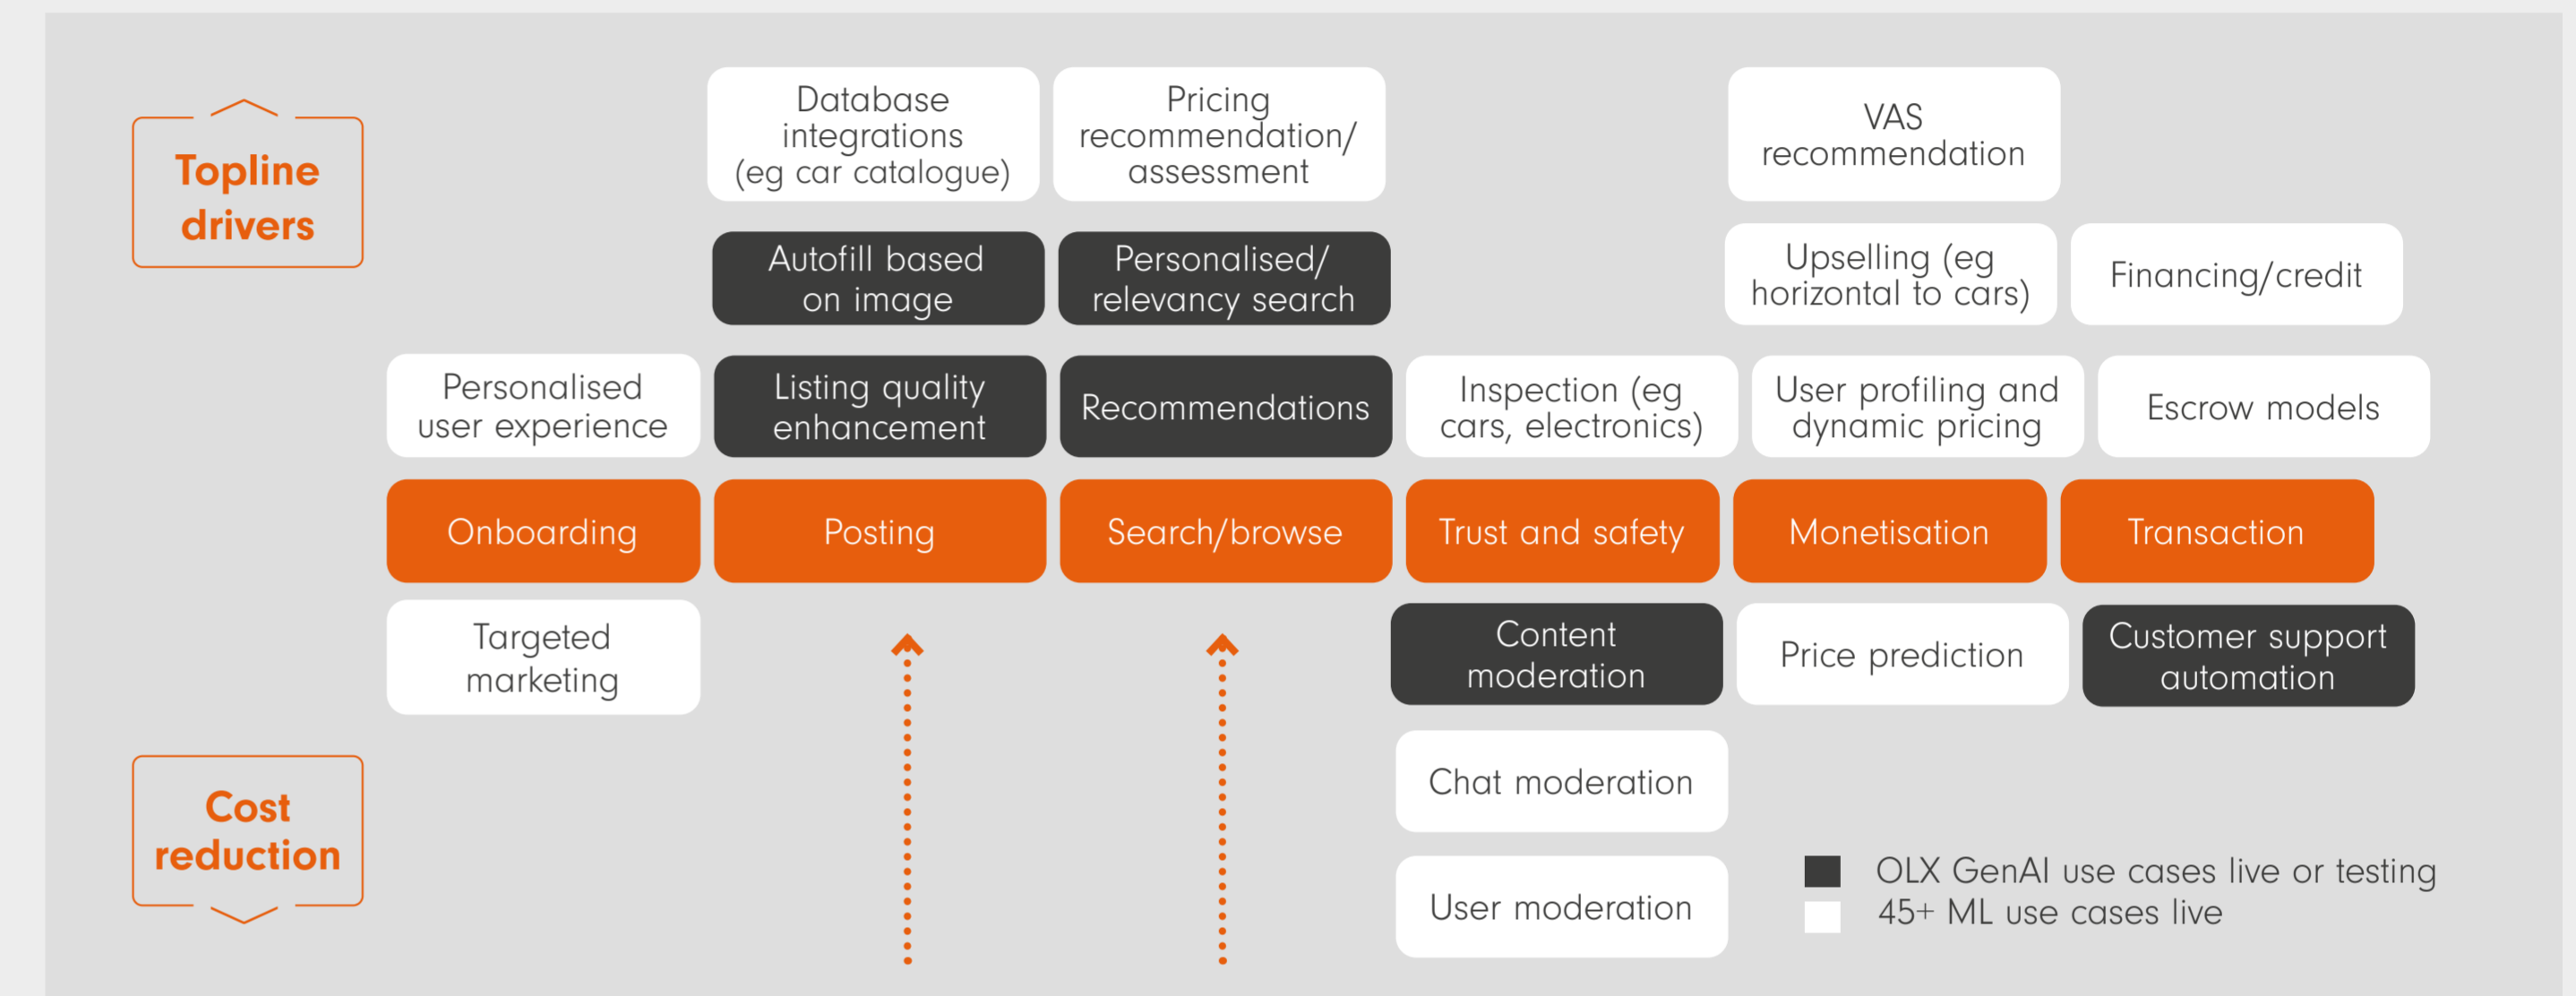 Topline
drivers
Database
integrations
(eg car catalogue)
Pricing
recommendation/
assessment
VAS
recommendation
Autofill based
on image
Personalised/
relevancy search
Upselling (eg
horizontal to cars)
Financing/credit
Personalised
user experience
Listing quality
enhancement
Recommendations
Inspection (eg
cars, electronics)
User profiling and
dynamic pricing
Escrow models
Onboarding
Posting
Search/browse
Trust and safety
Monetisation
Transaction
Targeted
marketing
Content
moderation
Price prediction
Customer support
automation
Cost
reduction
Chat moderation
User moderation
OLX GenAI use cases live or testing
45+ ML use cases live